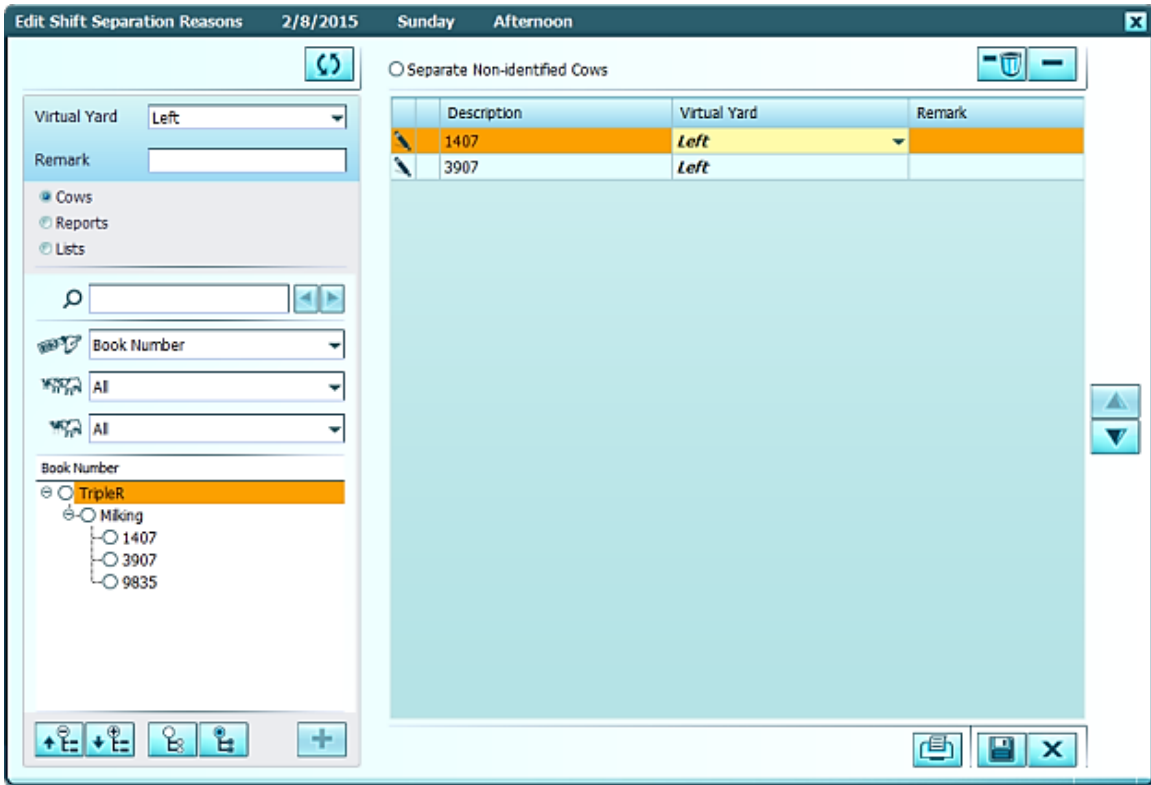 Edit Shift Separation Reasons 2/8/2015 Sunday Afternoon
Separate Non-identified Cows
Virtual Yard Left
Remark
Cows
Reports
Lists
Book Number
All
All
Book Number
TripleR
Milking
1407
3907
9835
Description Virtual Yard Remark
1407 Left
3907 Left